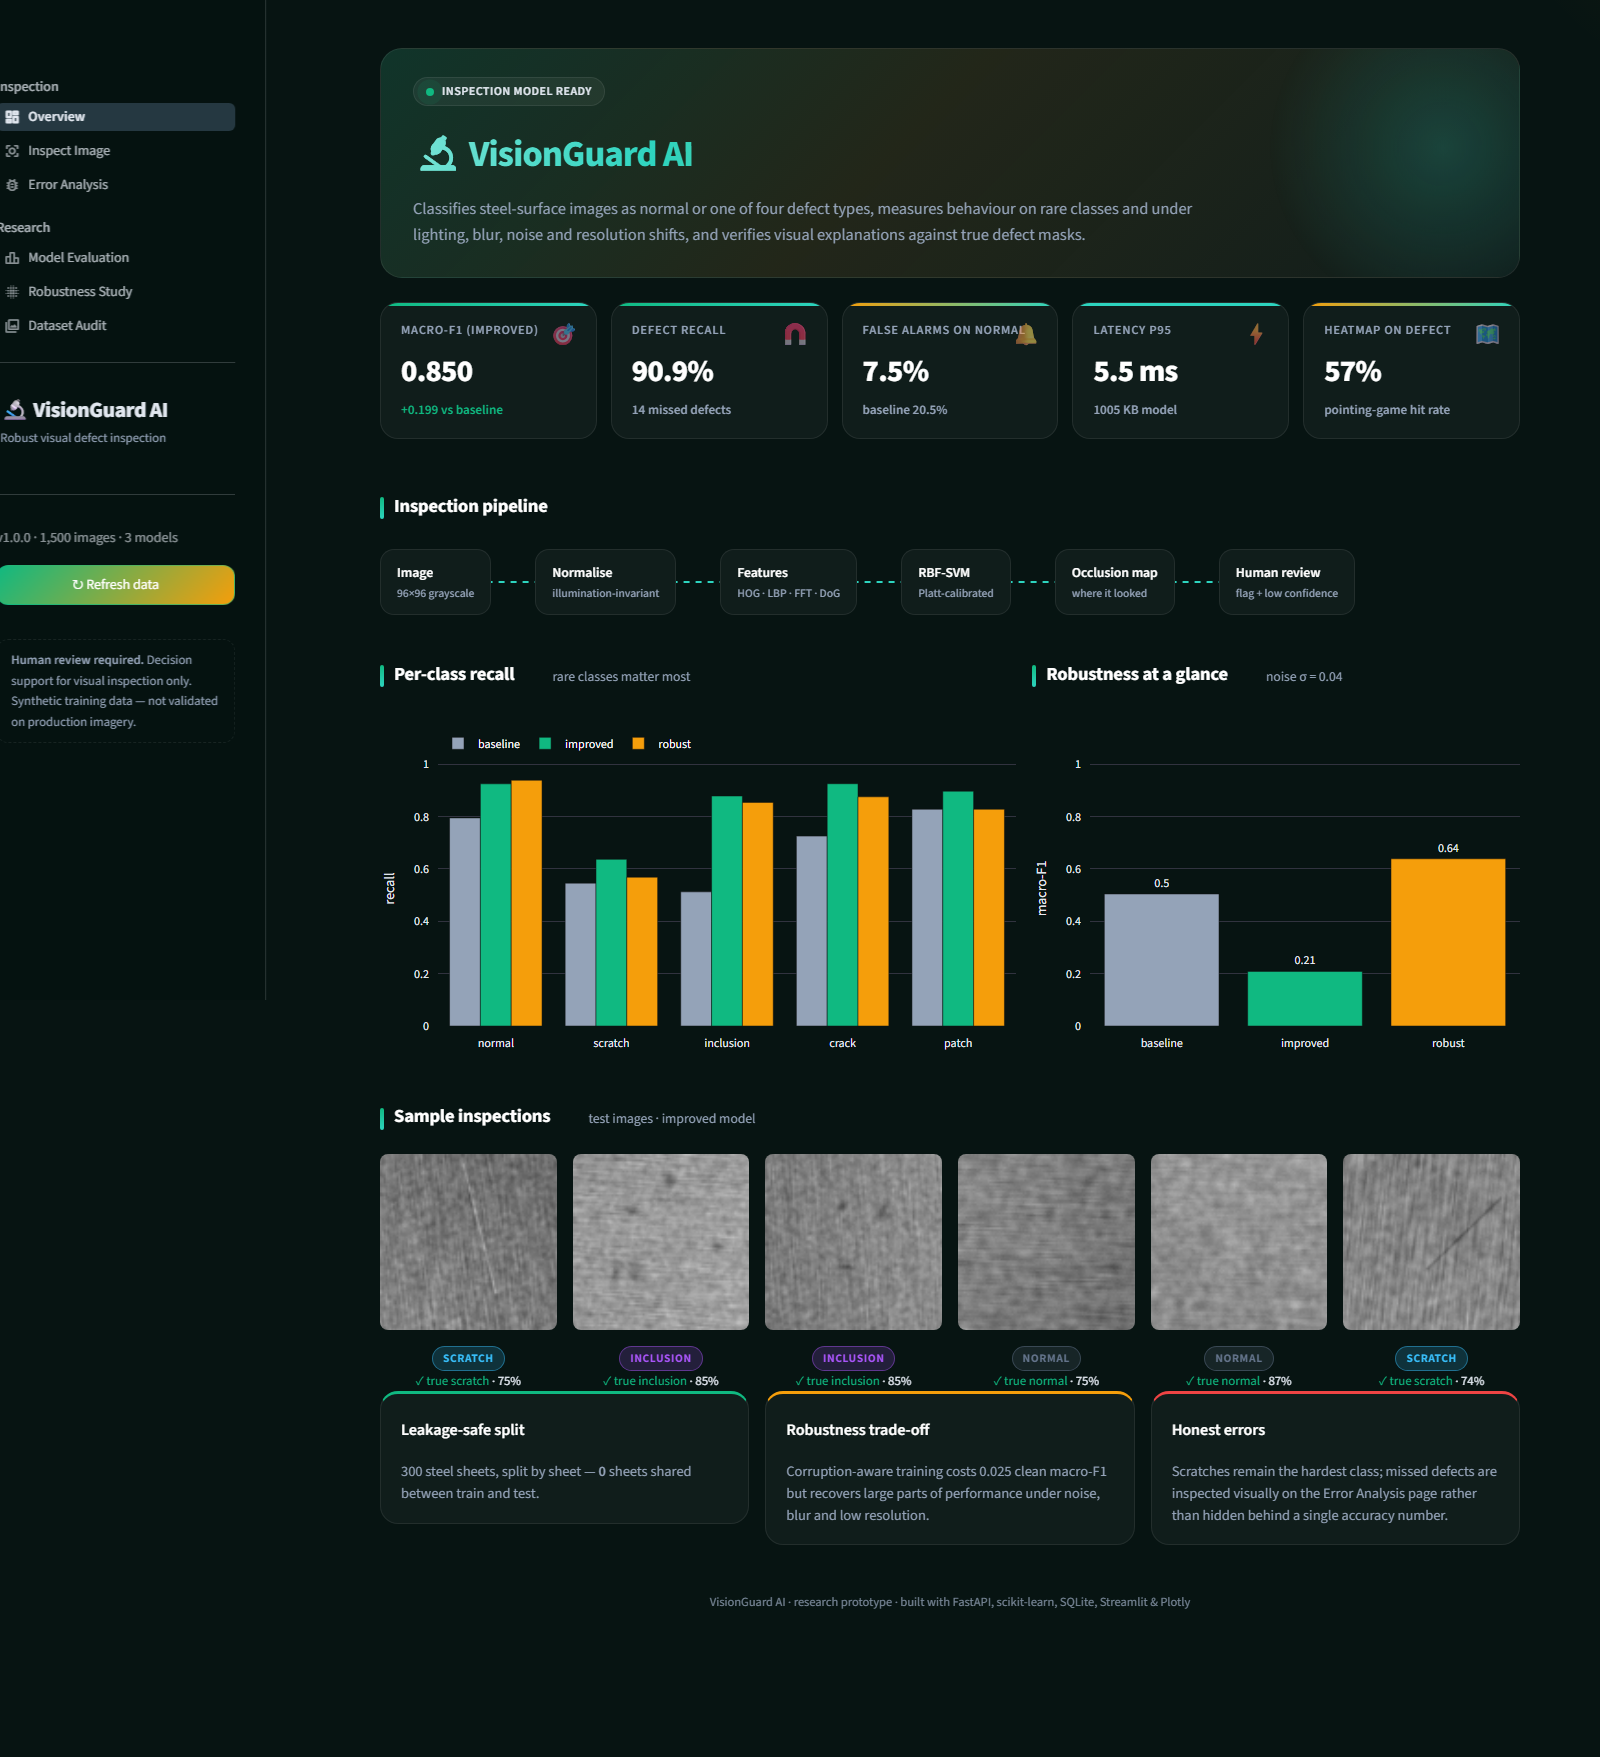 nspection
Overview
Inspect Image
Error Analysis
Research
Model Evaluation
Robustness Study
Dataset Audit
VisionGuard AI
Robust visual defect inspection
v1.0.0 · 1,500 images · 3 models
↻ Refresh data
Human review required. Decision
support for visual inspection only.
Synthetic training data — not validated
on production imagery.
INSPECTION MODEL READY
VisionGuard AI
Classifies steel-surface images as normal or one of four defect types, measures behaviour on rare classes and under
lighting, blur, noise and resolution shifts, and verifies visual explanations against true defect masks.
MACRO-F1 (IMPROVED)
0.850
+0.199 vs baseline
DEFECT RECALL
90.9%
14 missed defects
FALSE ALARMS ON NORMAL
7.5%
baseline 20.5%
LATENCY P95
5.5 ms
1005 KB model
HEATMAP ON DEFECT
57%
pointing-game hit rate
Inspection pipeline
Image
96×96 grayscale
Normalise
illumination-invariant
Features
HOG · LBP · FFT · DoG
RBF-SVM
Platt-calibrated
Occlusion map
where it looked
Human review
flag + low confidence
Per-class recall rare classes matter most
baseline improved robust
recall
1
0.8
0.6
0.4
0.2
0
normal scratch inclusion crack patch
Robustness at a glance noise σ = 0.04
macro-F1
1
0.8
0.6
0.4
0.2
0
0.5
0.21
0.64
baseline improved robust
Sample inspections test images · improved model
SCRATCH
✓ true scratch · 75%
INCLUSION
✓ true inclusion · 85%
INCLUSION
✓ true inclusion · 85%
NORMAL
✓ true normal · 75%
NORMAL
✓ true normal · 87%
SCRATCH
✓ true scratch · 74%
Leakage-safe split
300 steel sheets, split by sheet — 0 sheets shared
between train and test.
Robustness trade-off
Corruption-aware training costs 0.025 clean macro-F1
but recovers large parts of performance under noise,
blur and low resolution.
Honest errors
Scratches remain the hardest class; missed defects are
inspected visually on the Error Analysis page rather
than hidden behind a single accuracy number.
VisionGuard AI · research prototype · built with FastAPI, scikit-learn, SQLite, Streamlit & Plotly